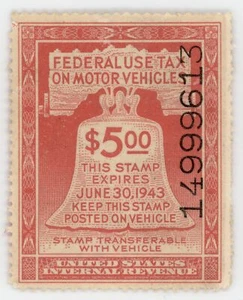 FEDERAL USE TAX
ON MOTOR VEHICLES
$5.00
THIS STAMP
EXPIRES
JUNE 30, 1943
KEEP THIS STAMP
POSTED ON VEHICLE
STAMP TRANSFERABLE
WITH VEHICLE
UNITED STATES
INTERNAL REVENUE
14999613